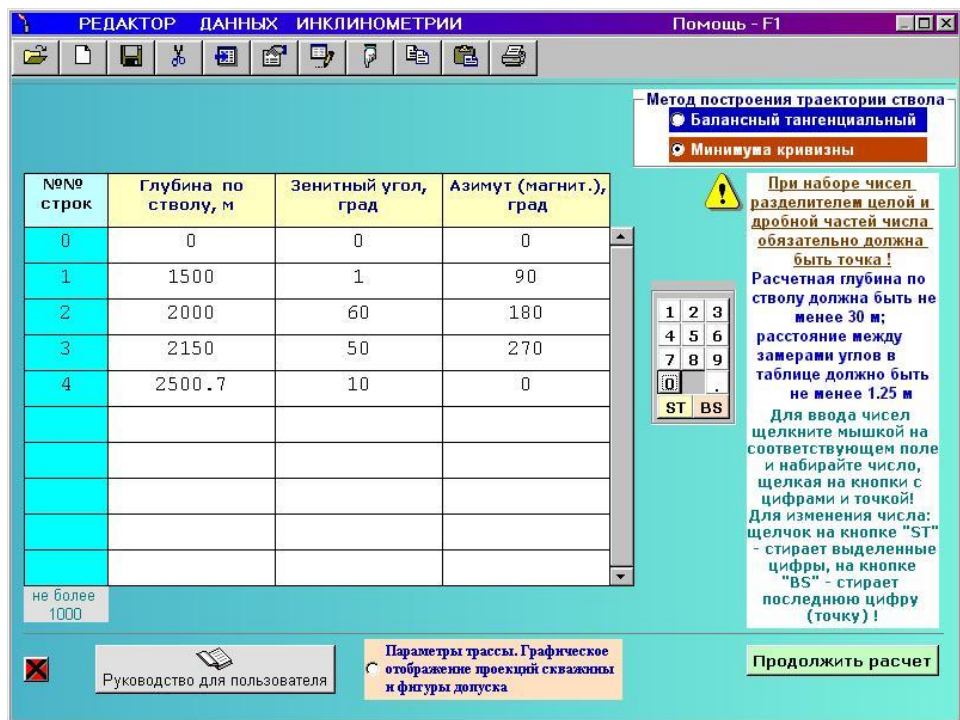 РЕДАКТОР ДАННЫХ ИНКЛИНОМЕТРИИ Помощь - F1
Метод построения траектории ствола
Балансный тангенциальный
Минимума кривизны
№№ строк
Глубина по стволу, м
Зенитный угол, град
Азимут (магнит.), град
0 0 0 0
1 1500 1 90
2 2000 60 180
3 2150 50 270
4 2500.7 10 0
не более
1000
1 2 3
4 5 6
7 8 9
0 .
ST BS
При наборе чисел
разделителем целой и
дробной частей числа
обязательно должна
быть точка !
Расчетная глубина по
стволу должна быть не
менее 30 м;
расстояние между
замерами углов в
таблице должно быть
не менее 1.25 м
Для ввода чисел
щелкните мышкой на
соответствующем поле
и набирайте число,
щелкая на кнопки с
цифрами и точкой!
Для изменения числа:
щелчок на кнопке "ST"
- стирает выделенные
цифры, на кнопке
"BS" - стирает
последнюю цифру
(точку) !
Руководство для пользователя
Параметры трассы. Графическое
отображение проекций скважины
и фигуры допуска
Продолжить расчет